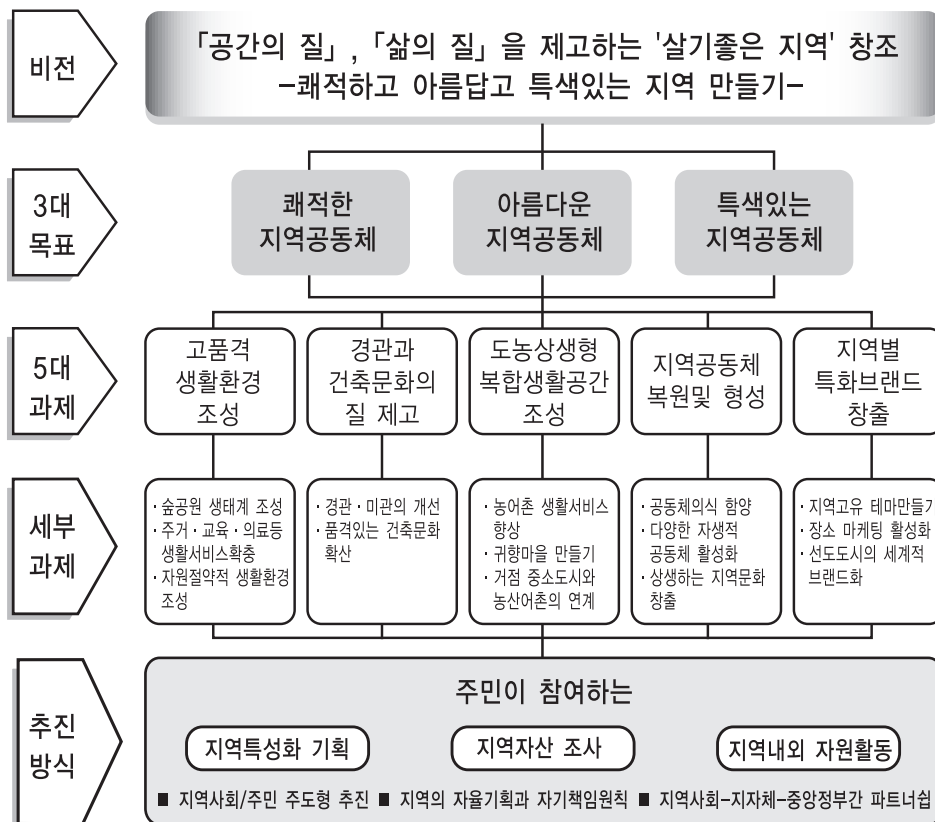 비전
「공간의 질」, 「삶의 질」을 제고하는 '살기좋은 지역' 창조
-쾌적하고 아름답고 특색있는 지역 만들기-
3대
목표
쾌적한
지역공동체
아름다운
지역공동체
특색있는
지역공동체
5대
과제
고품격
생활환경
조성
경관과
건축문화의
질 제고
도농상생형
복합생활공간
조성
지역공동체
복원및 형성
지역별
특화브랜드
창출
세부
과제
· 숲공원 생태계 조성
· 주거·교육·의료등
생활서비스확충
· 자원절약적 생활환경
조성
· 경관·미관의 개선
· 품격있는 건축문화
확산
· 농어촌 생활서비스
향상
· 귀향마을 만들기
· 거점 중소도시와
농산어촌의 연계
· 공동체의식 함양
· 다양한 자생적
공동체 활성화
· 상생하는 지역문화
창출
· 지역고유 테마만들기
· 장소 마케팅 활성화
· 선도도시의 세계적
브랜드화
추진
방식
주민이 참여하는
지역특성화 기획
지역자산 조사
지역내외 자원활동
■ 지역사회/주민 주도형 추진 ■ 지역의 자율기획과 자기책임원칙 ■ 지역사회-지자체-중앙정부간 파트너쉽